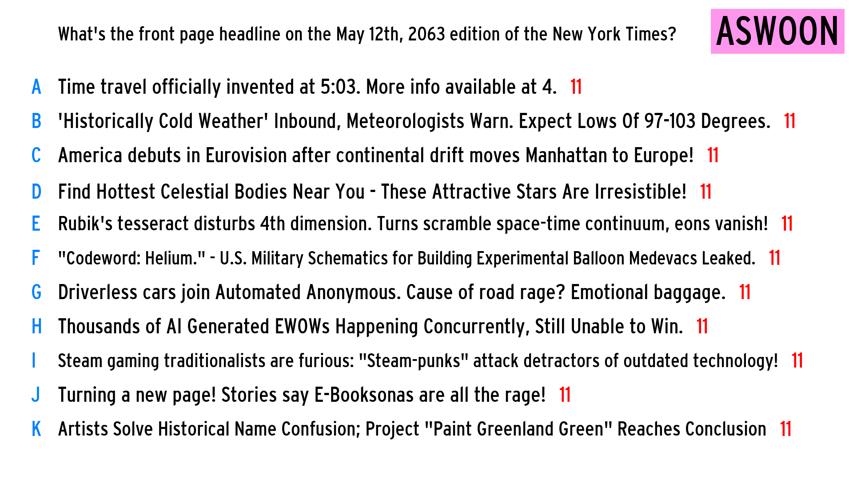 What's the front page headline on the May 12th, 2063 edition of the New York Times?
ASWOON
A Time travel officially invented at 5:03. More info available at 4. 11
B 'Historically Cold Weather' Inbound, Meteorologists Warn. Expect Lows Of 97-103 Degrees. 11
C America debuts in Eurovision after continental drift moves Manhattan to Europe! 11
D Find Hottest Celestial Bodies Near You - These Attractive Stars Are Irresistible! 11
E Rubik's tesseract disturbs 4th dimension. Turns scramble space-time continuum, eons vanish! 11
F "Codeword: Helium." - U.S. Military Schematics for Building Experimental Balloon Medevacs Leaked. 11
G Driverless cars join Automated Anonymous. Cause of road rage? Emotional baggage. 11
H Thousands of AI Generated EWOWs Happening Concurrently, Still Unable to Win. 11
I Steam gaming traditionalists are furious: "Steam-punks" attack detractors of outdated technology! 11
J Turning a new page! Stories say E-Booksonas are all the rage! 11
K Artists Solve Historical Name Confusion; Project "Paint Greenland Green" Reaches Conclusion 11